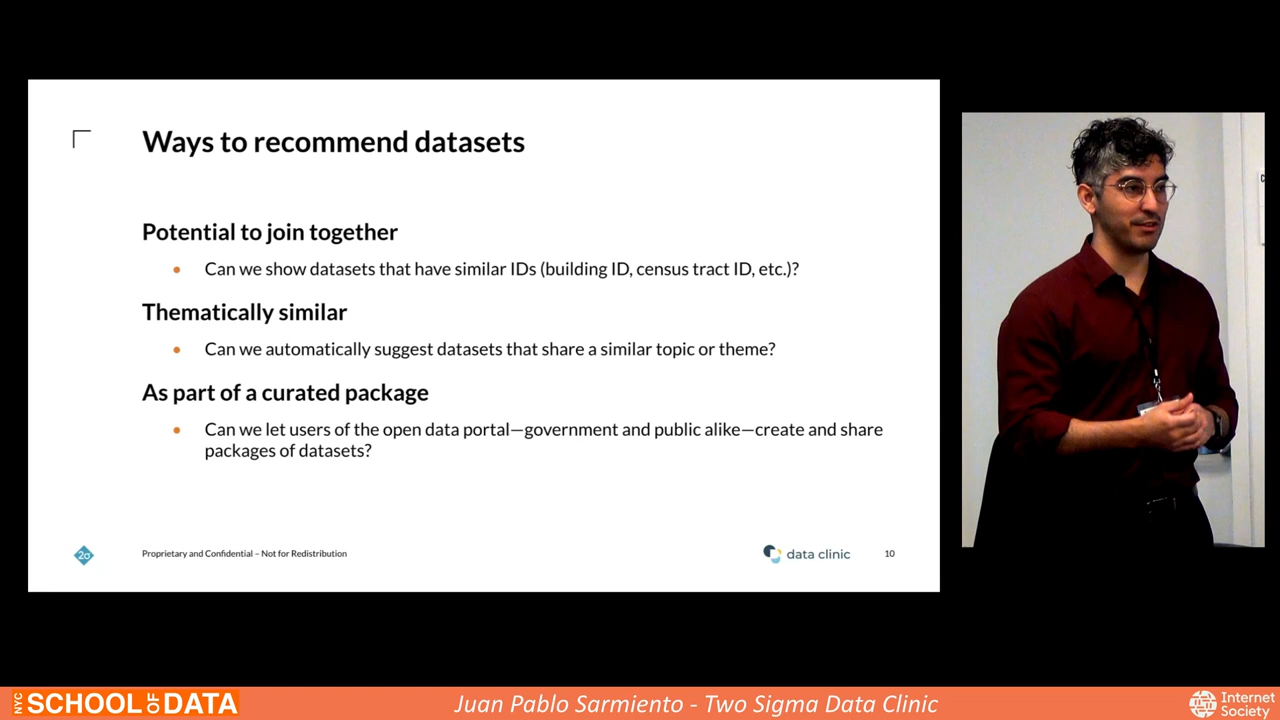 Ways to recommend datasets
Potential to join together
• Can we show datasets that have similar IDs (building ID, census tract ID, etc.)?
Thematically similar
• Can we automatically suggest datasets that share a similar topic or theme?
As part of a curated package
• Can we let users of the open data portal—government and public alike—create and share
packages of datasets?
2σ
Proprietary and Confidential – Not for Redistribution
data clinic
10
NYC SCHOOL OF DATA
Juan Pablo Sarmiento - Two Sigma Data Clinic
Internet
Society